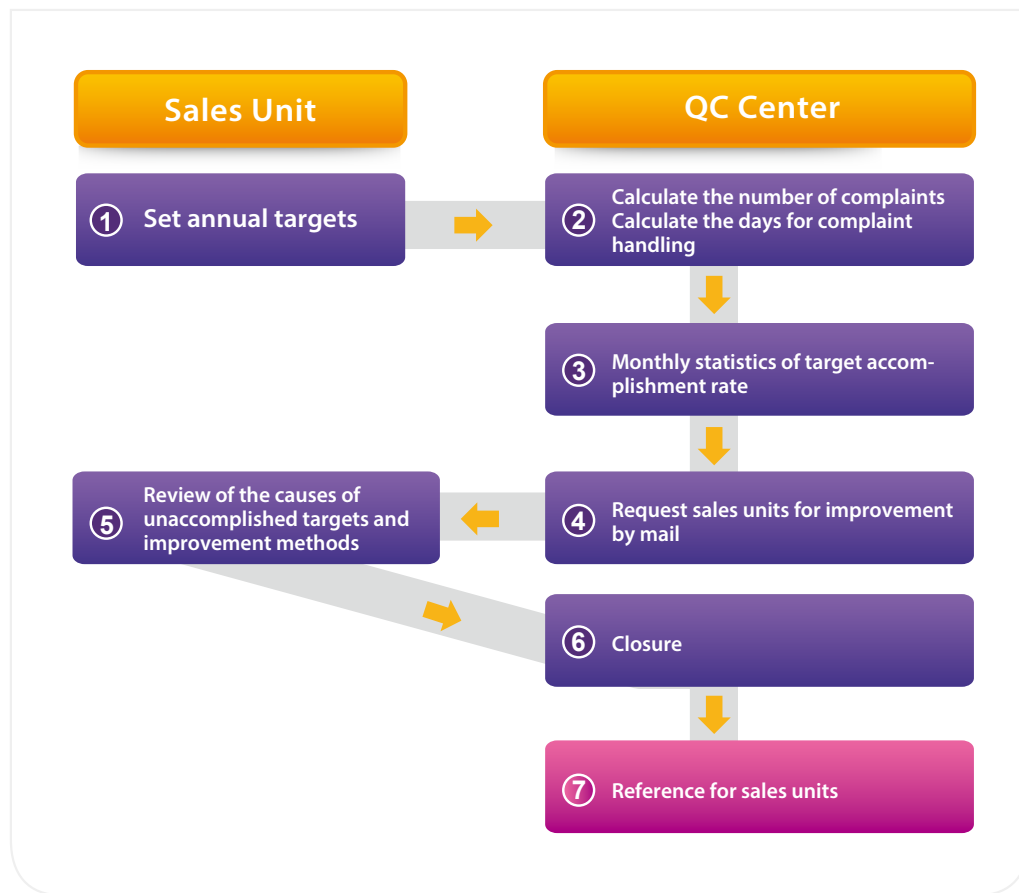 Sales Unit
QC Center
1 Set annual targets
2 Calculate the number of complaints
Calculate the days for complaint
handling
3 Monthly statistics of target accom-
plishment rate
4 Request sales units for improvement
by mail
5 Review of the causes of
unaccomplished targets and
improvement methods
6 Closure
7 Reference for sales units